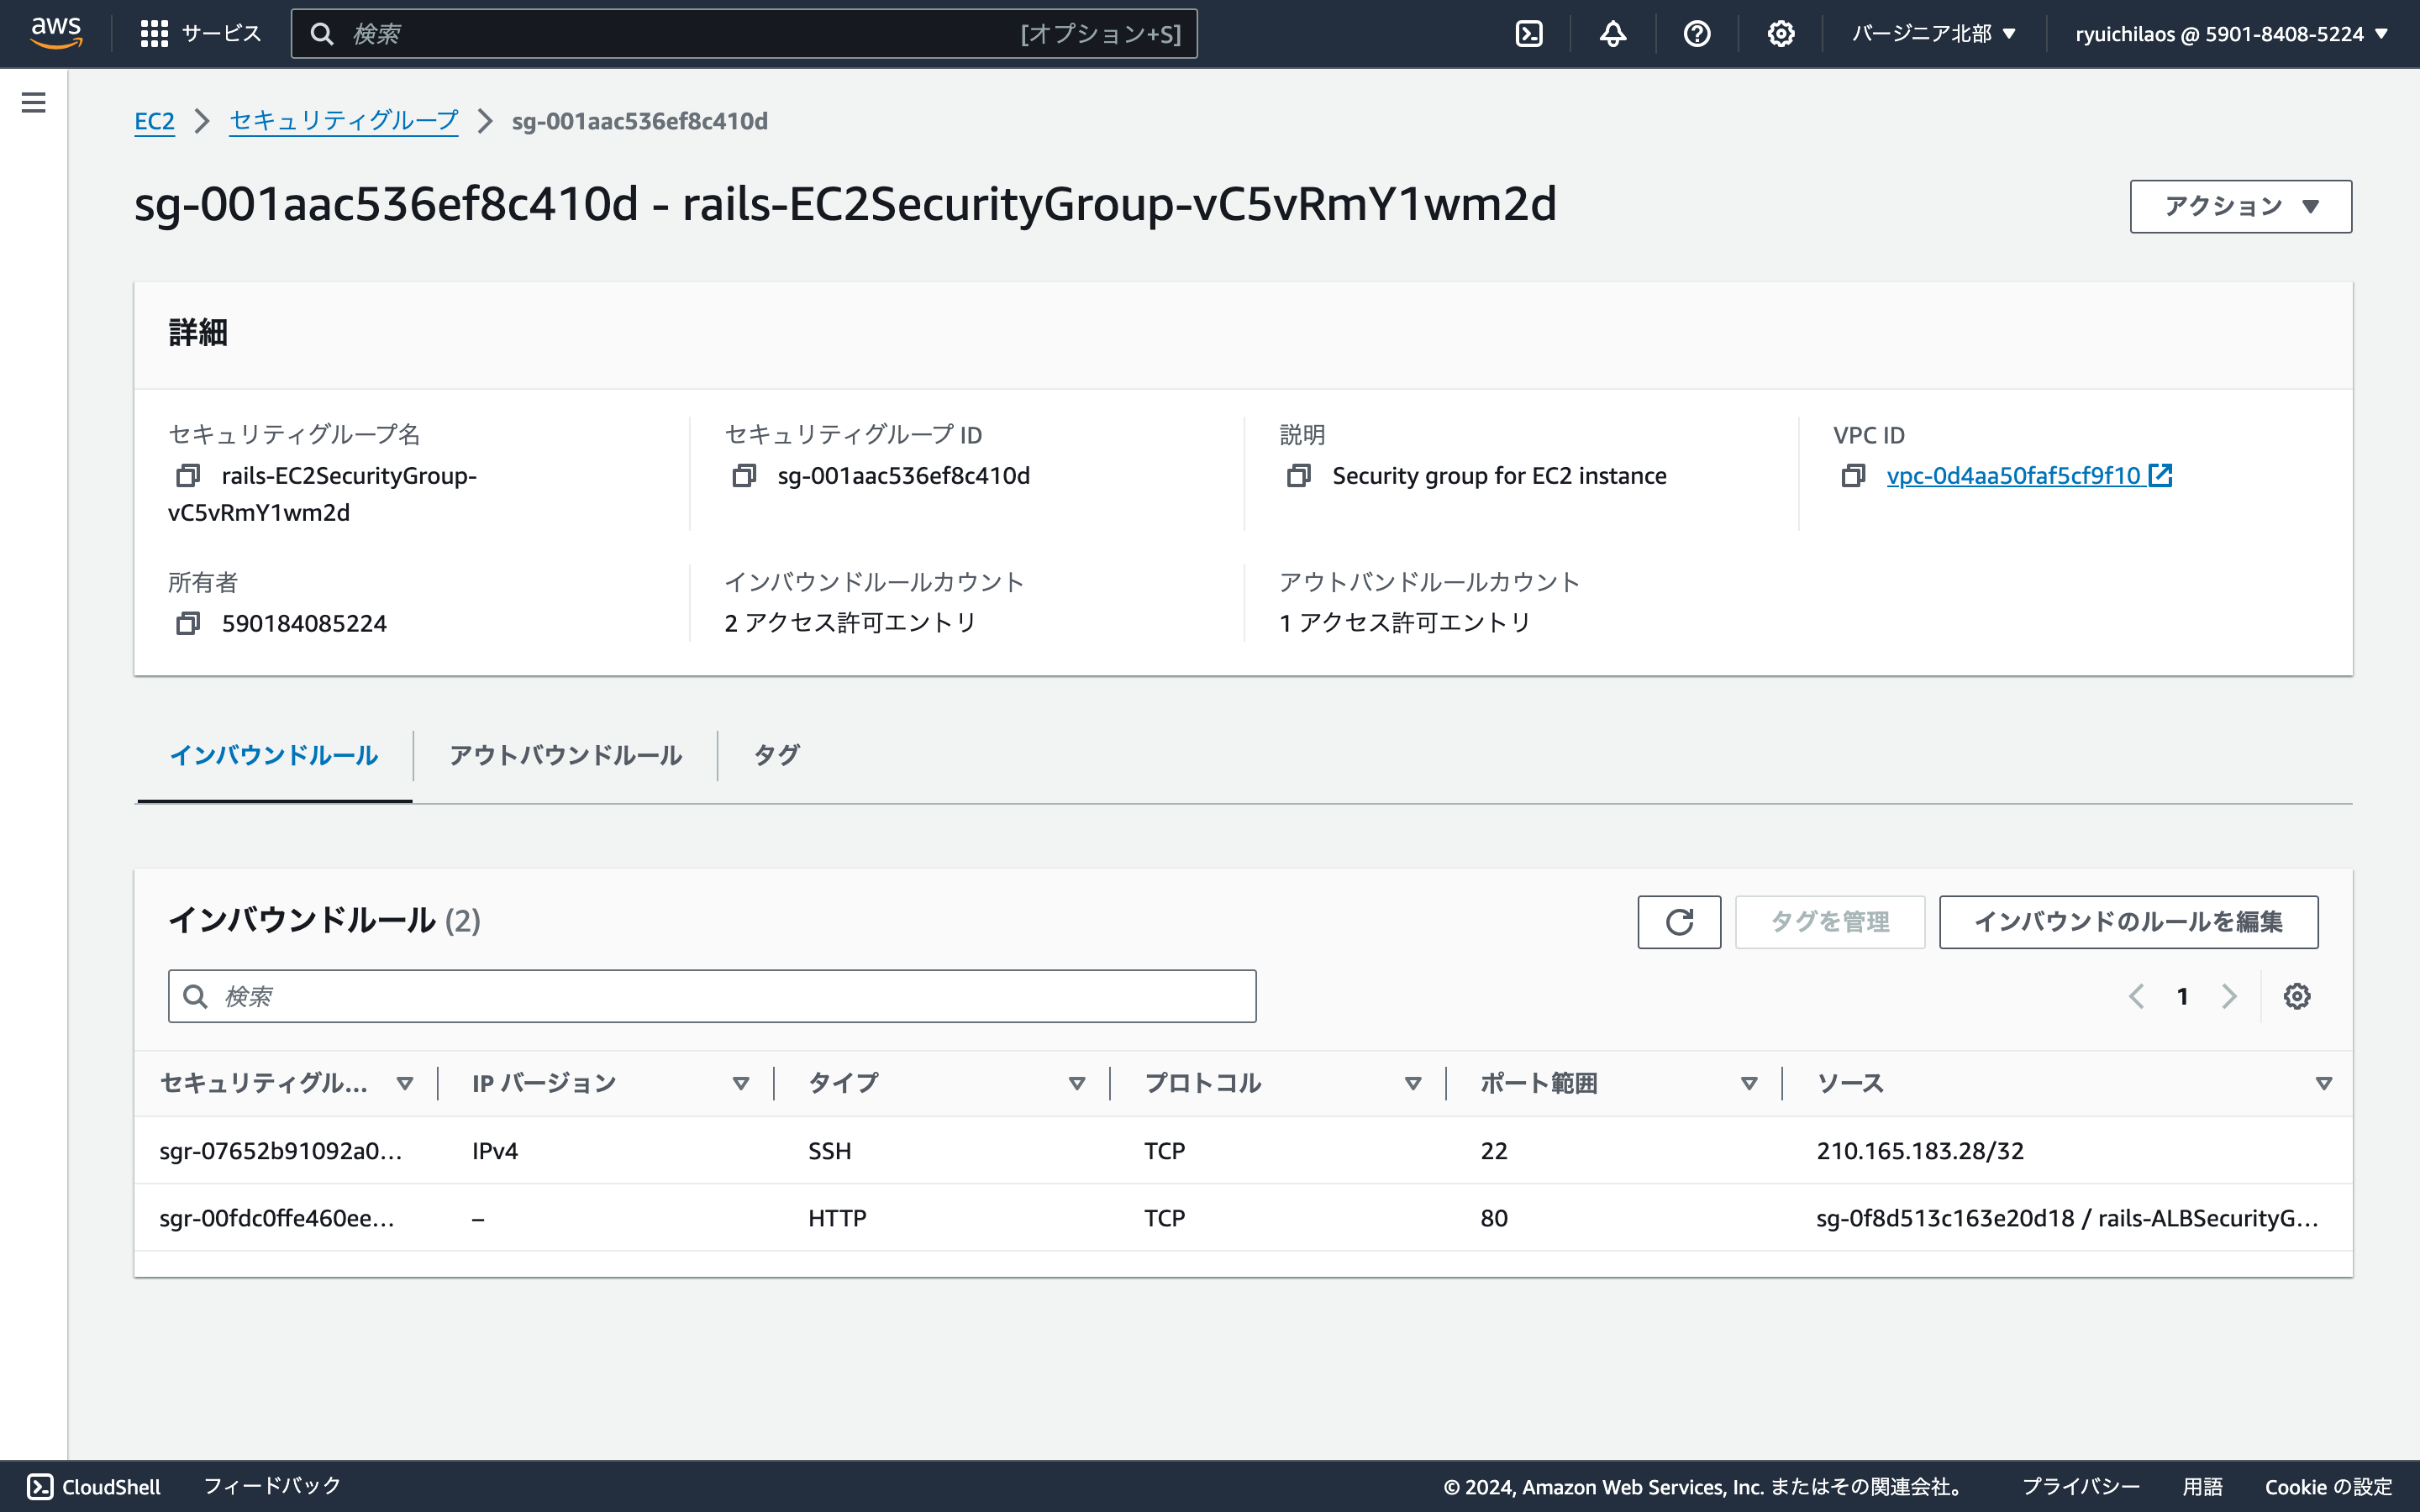 aws サービス 検索 [オプション+S] バージニア北部 ▼ ryuichilaos @ 5901-8408-5224 ▼
EC2 > セキュリティグループ > sg-001aac536ef8c410d
sg-001aac536ef8c410d - rails-EC2SecurityGroup-vC5vRmY1wm2d
アクション ▼
詳細
セキュリティグループ名
rails-EC2SecurityGroup-
vC5vRmY1wm2d
セキュリティグループ ID
sg-001aac536ef8c410d
説明
Security group for EC2 instance
VPC ID
vpc-0d4aa50faf5cf9f10
所有者
590184085224
インバウンドルールカウント
2 アクセス許可エントリ
アウトバンドルールカウント
1 アクセス許可エントリ
インバウンドルール アウトバウンドルール タグ
インバウンドルール (2)
タグを管理 インバウンドのルールを編集
検索
1
セキュリティグル... IP バージョン タイプ プロトコル ポート範囲 ソース
sgr-07652b91092a0... IPv4 SSH TCP 22 210.165.183.28/32
sgr-00fdc0ffe460ee... – HTTP TCP 80 sg-0f8d513c163e20d18 / rails-ALBSecurityG...
CloudShell フィードバック © 2024, Amazon Web Services, Inc. またはその関連会社。 プライバシー 用語 Cookie の設定